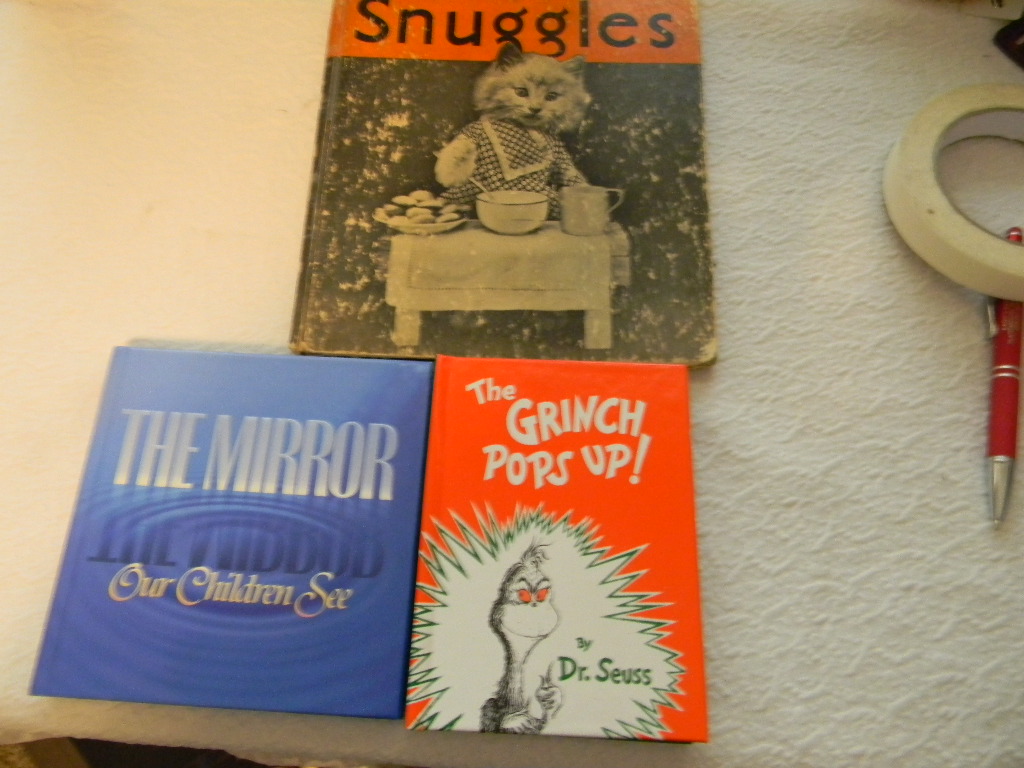 Snuggles
THE MIRROR
Our Children See
The
GRINCH
POPS UP!
By
Dr. Seuss